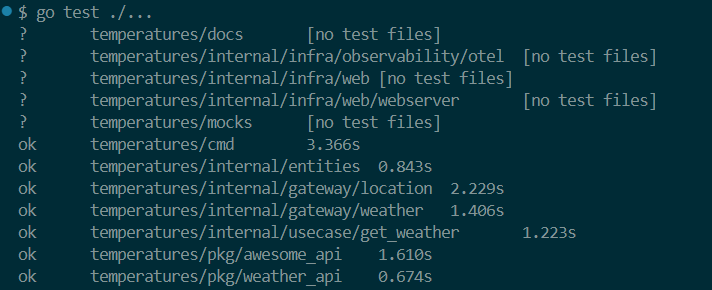 $ go test ./...
?       temperatures/docs       [no test files]
?       temperatures/internal/infra/observability/otel  [no test files]
?       temperatures/internal/infra/web [no test files]
?       temperatures/internal/infra/web/webserver       [no test files]
?       temperatures/mocks      [no test files]
ok      temperatures/cmd        3.366s
ok      temperatures/internal/entities  0.843s
ok      temperatures/internal/gateway/location  2.229s
ok      temperatures/internal/gateway/weather   1.406s
ok      temperatures/internal/usecase/get_weather       1.223s
ok      temperatures/pkg/awesome_api    1.610s
ok      temperatures/pkg/weather_api    0.674s